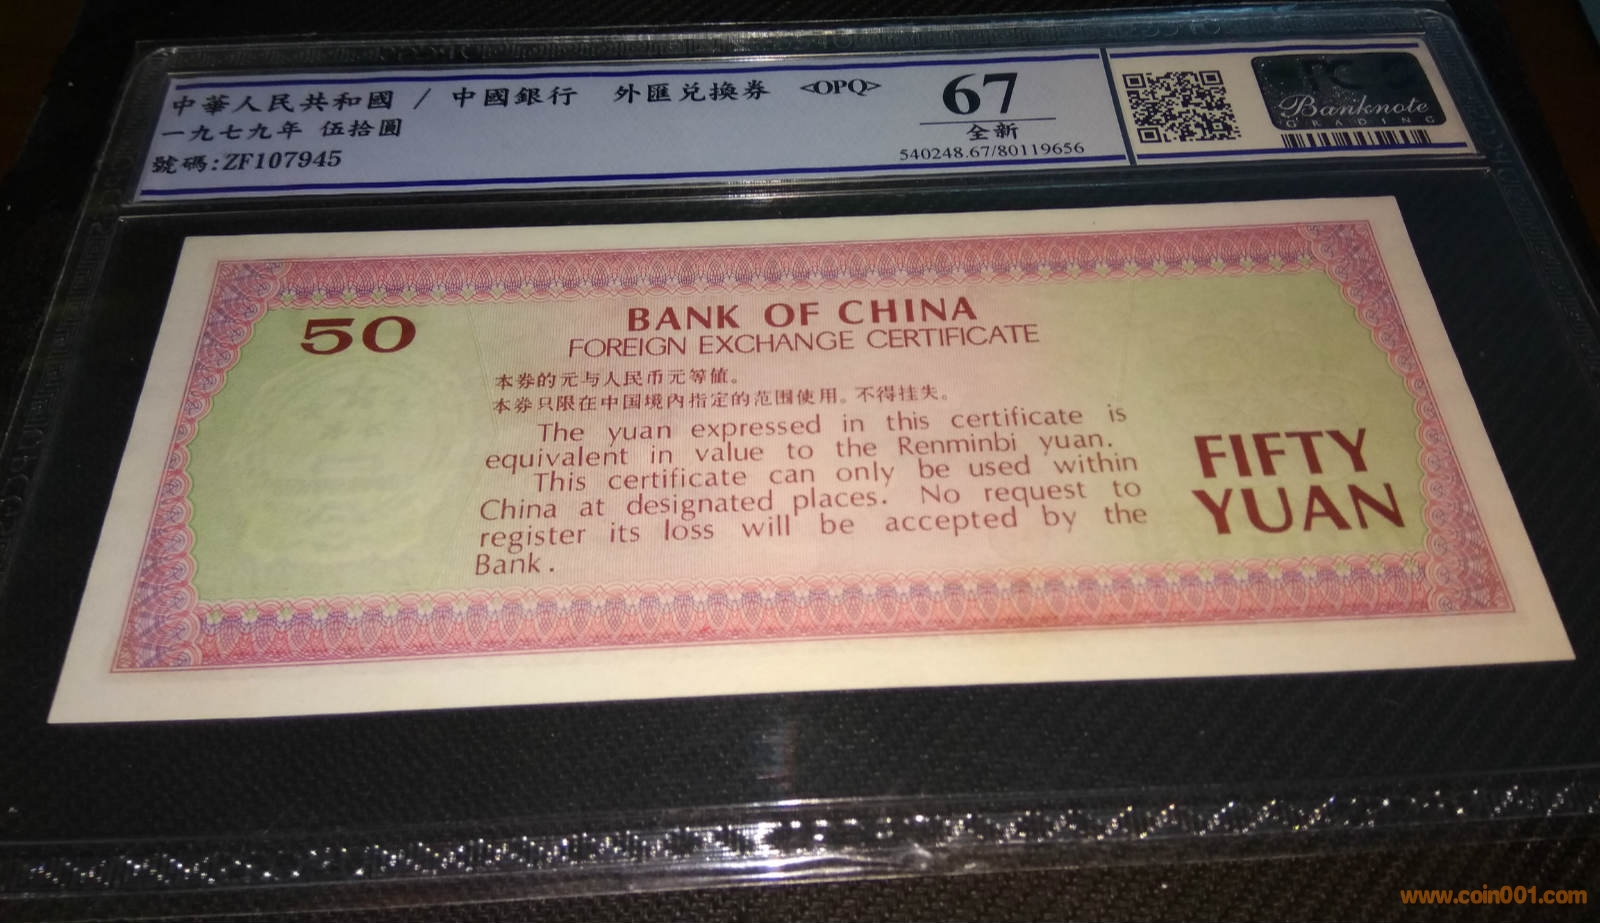 中華人民共和國 / 中國銀行 外匯兌換券 <OPQ>
一九七九年 伍拾圓
號碼:ZF107945
67
全新
540248.67/80119656
Banknote
GRADING
50
BANK OF CHINA
FOREIGN EXCHANGE CERTIFICATE
本券的元与人民币元等值。
本券只限在中国境内指定的范围使用。不得挂失。
The yuan expressed in this certificate is
equivalent in value to the Renminbi yuan.
This certificate can only be used within
China at designated places. No request to
register its loss will be accepted by the
Bank.
FIFTY
YUAN
www.coin001.com